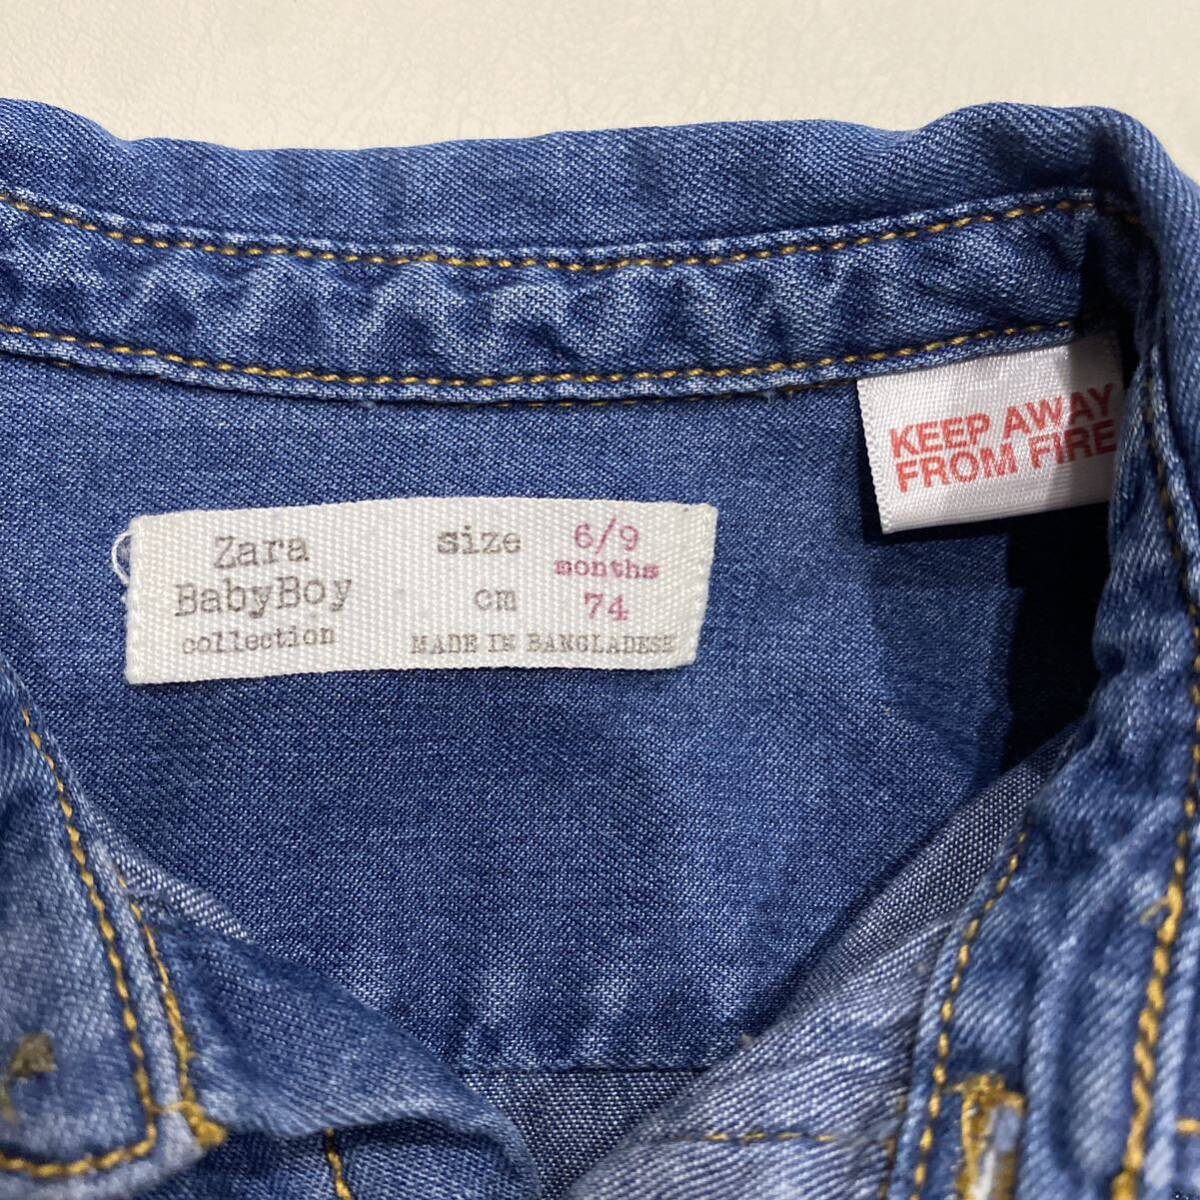 Zara
BabyBoy
collection
size 6/9
months
cm 74
MADE IN BANGLADESH
KEEP AWAY
FROM FIRE